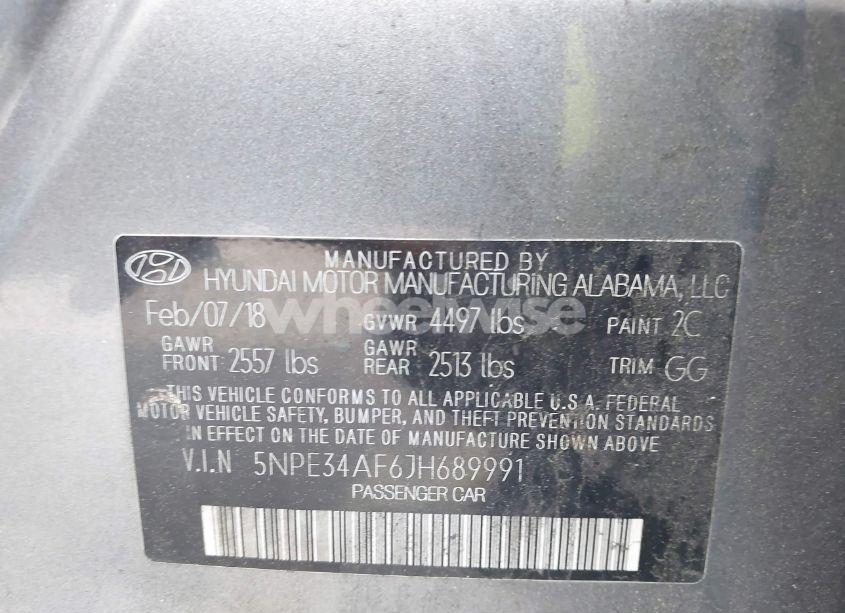 MANUFACTURED BY
HYUNDAI MOTOR MANUFACTURING ALABAMA, LLC
Feb/07/18 GVWR 4497 lbs PAINT 2C
wheelwise
GAWR FRONT 2557 lbs GAWR REAR 2513 lbs TRIM GG
THIS VEHICLE CONFORMS TO ALL APPLICABLE U.S.A. FEDERAL
MOTOR VEHICLE SAFETY, BUMPER, AND THEFT PREVENTION STANDARDS
IN EFFECT ON THE DATE OF MANUFACTURE SHOWN ABOVE
V.I.N 5NPE34AF6JH689991
PASSENGER CAR